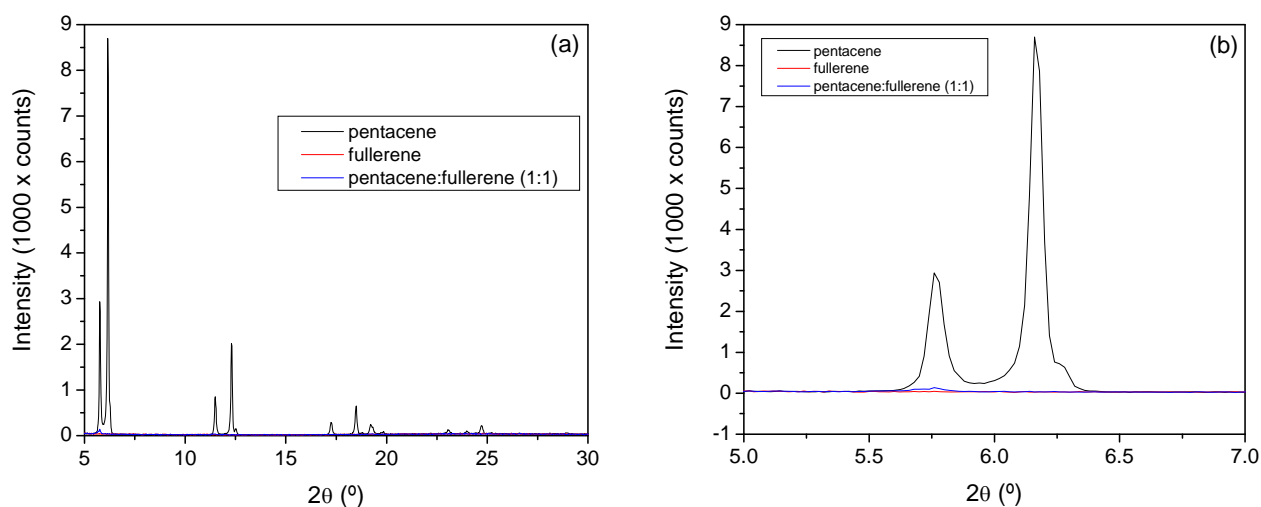 (a)
9
8
7
6
5
4
3
2
1
0
Intensity (1000 x counts)
pentacene
fullerene
pentacene:fullerene (1:1)
5 10 15 20 25 30
2θ (º)
(b)
9
8
7
6
5
4
3
2
1
0
-1
Intensity (1000 x counts)
pentacene
fullerene
pentacene:fullerene (1:1)
5.0 5.5 6.0 6.5 7.0
2θ (º)